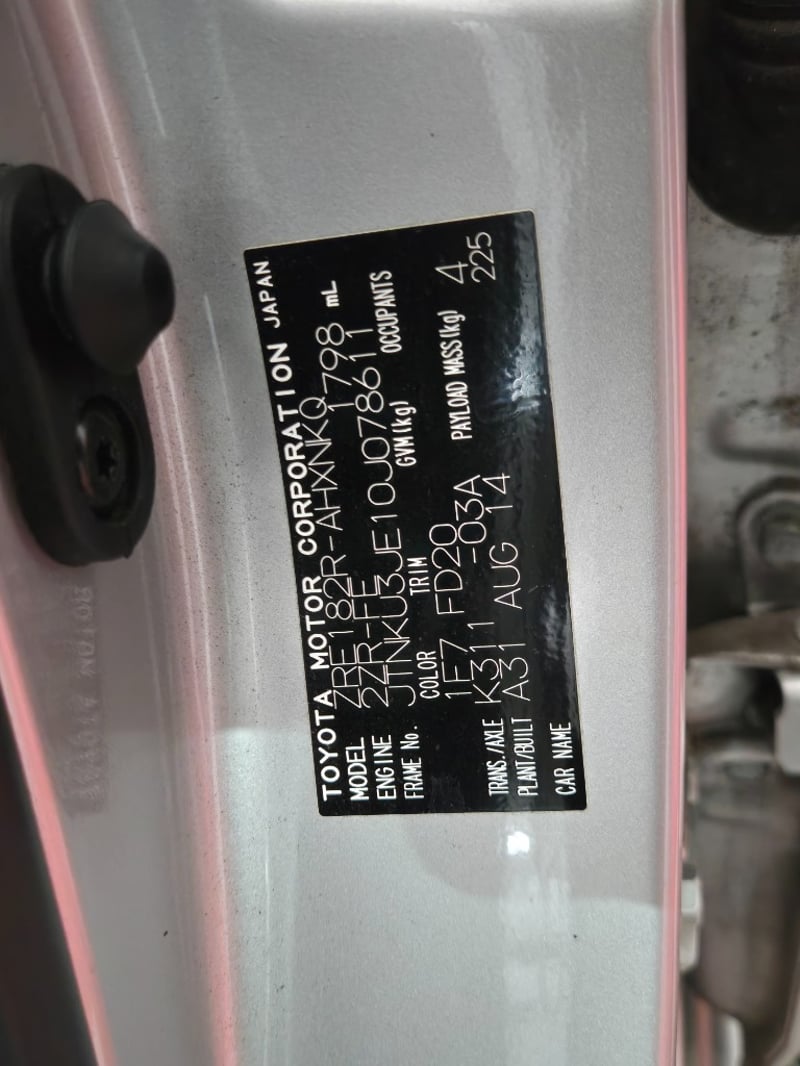 TOYOTA MOTOR CORPORATION JAPAN
MODEL ZRE182R-AHXNKQ
ENGINE 2ZR-FE 1798 mL
FRAME No. JTNKU3JE10J078611
COLOR TRIM GVM(kg) OCCUPANTS
1F7 FD20 4
TRANS./AXLE K311 -03A PAYLOAD MASS(kg) 225
PLANT/BUILT A31 AUG 14
CAR NAME